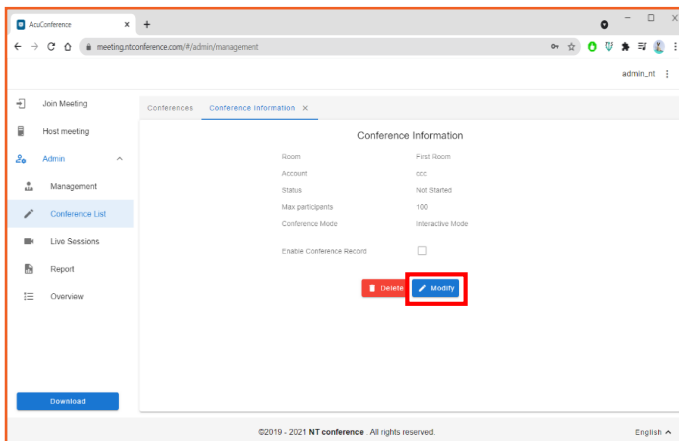 AcuConference
meeting.ntconference.com/#/admin/management
admin_nt
Join Meeting
Host meeting
Admin
Management
Conference List
Live Sessions
Report
Overview
Download
Conferences
Conference Information
Conference Information
Room First Room
Account ccc
Status Not Started
Max participants 100
Conference Mode Interactive Mode
Enable Conference Record
Delete Modify
©2019 - 2021 NT conference . All rights reserved.
English